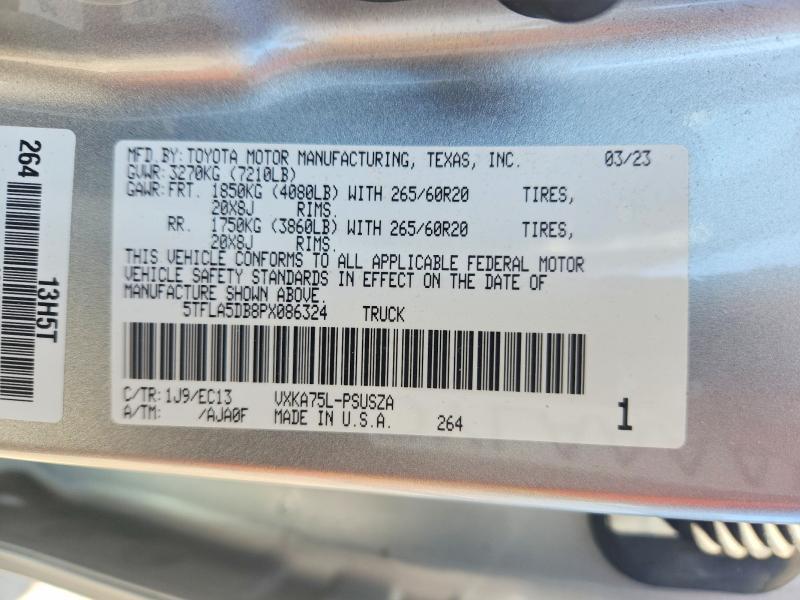 264
13H5T
MFD.BY:TOYOTA MOTOR MANUFACTURING, TEXAS, INC. 03/23
GVWR:3270KG (7210LB)
GAWR:FRT. 1850KG (4080LB) WITH 265/60R20 TIRES,
20X8J RIMS.
RR. 1750KG (3860LB) WITH 265/60R20 TIRES,
20X8J RIMS.
THIS VEHICLE CONFORMS TO ALL APPLICABLE FEDERAL MOTOR
VEHICLE SAFETY STANDARDS IN EFFECT ON THE DATE OF
MANUFACTURE SHOWN ABOVE.
5TFLA5DB8PX086324 TRUCK
C/TR:1J9/EC13 VXKA75L-PSUSZA
A/TM: /AJA0F MADE IN U.S.A. 264 1